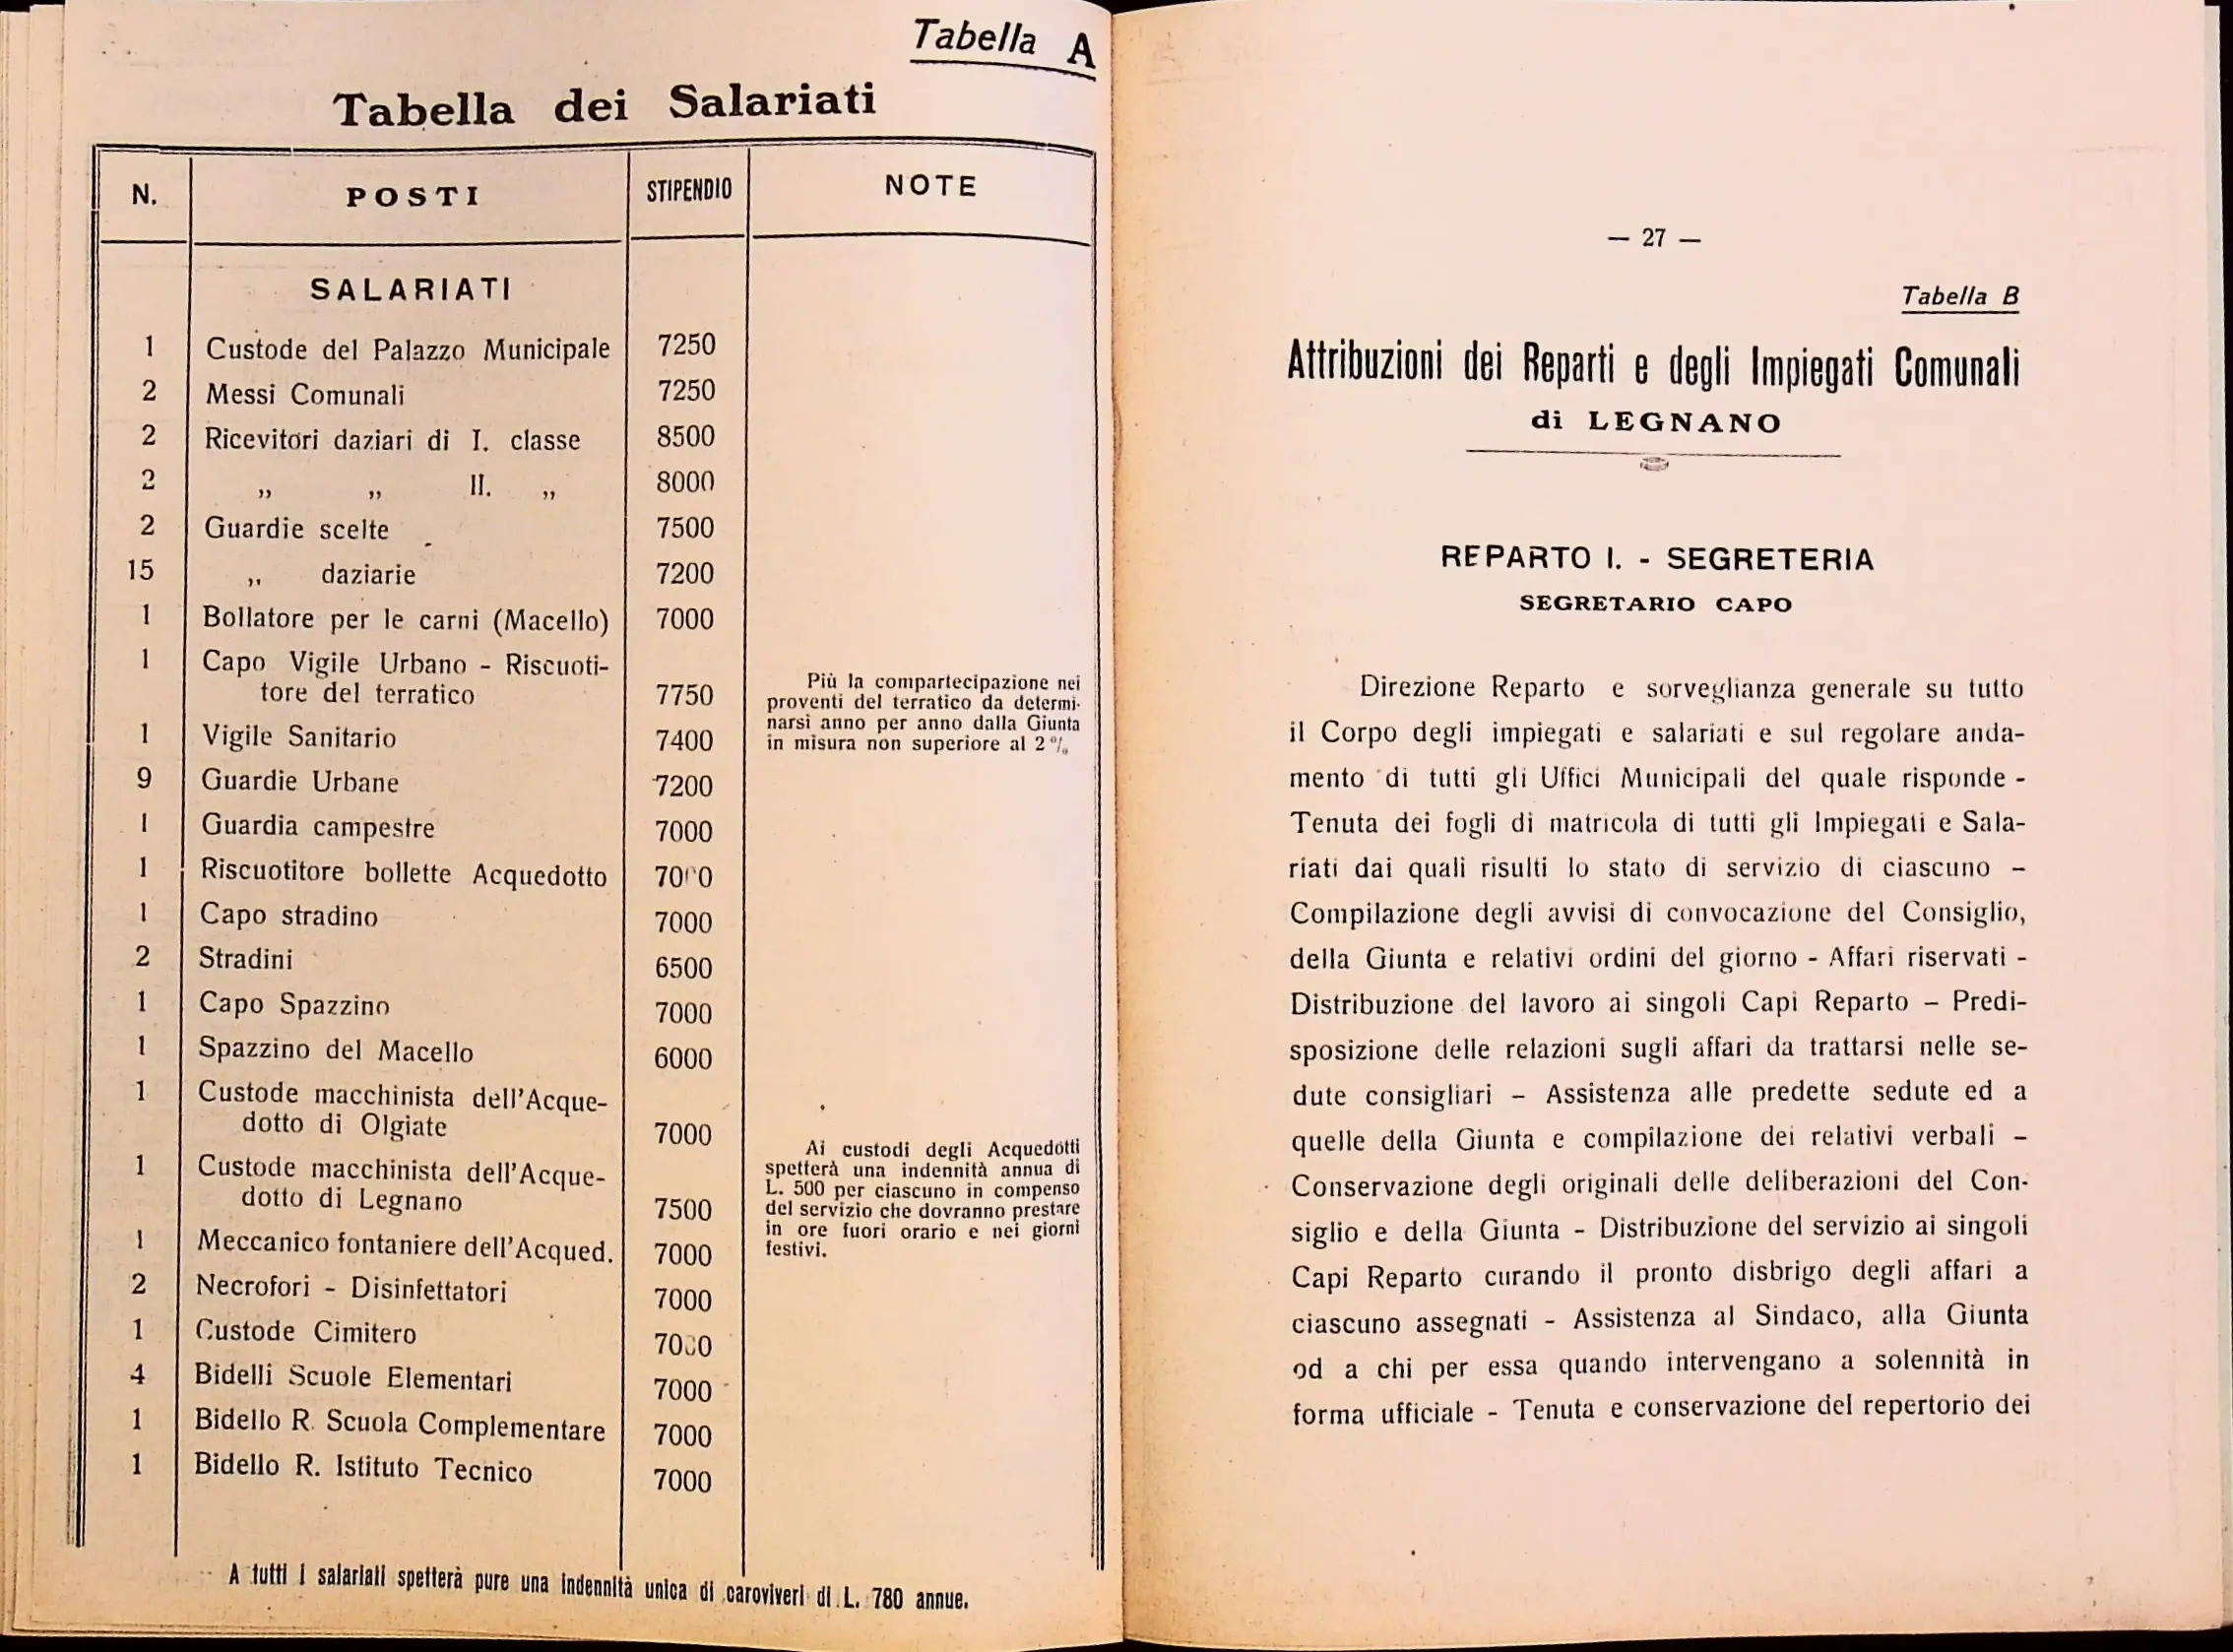 Tabella A
Tabella dei Salariati
N. POSTI STIPENDIO NOTE
SALARIATI
1 Custode del Palazzo Municipale 7250
2 Messi Comunali 7250
2 Ricevitori daziari di I. classe 8500
2 „ „ II. „ 8000
2 Guardie scelte 7500
15 „ daziarie 7200
1 Bollatore per le carni (Macello) 7000
1 Capo Vigile Urbano - Riscuoti-
tore del terratico 7750
Più la compartecipazione nei
proventi del terratico da determi-
narsi anno per anno dalla Giunta
in misura non superiore al 2 %
1 Vigile Sanitario 7400
9 Guardie Urbane 7200
1 Guardia campestre 7000
1 Riscuotitore bollette Acquedotto 7000
1 Capo stradino 7000
2 Stradini 6500
1 Capo Spazzino 7000
1 Spazzino del Macello 6000
1 Custode macchinista dell'Acque-
dotto di Olgiate 7000
1 Custode macchinista dell'Acque-
dotto di Legnano 7500
Ai custodi degli Acquedotti
spetterà una indennità annua di
L. 500 per ciascuno in compenso
del servizio che dovranno prestare
in ore fuori orario e nei giorni
festivi.
1 Meccanico fontaniere dell'Acqued. 7000
2 Necrofori - Disinfettatori 7000
1 Custode Cimitero 7000
4 Bidelli Scuole Elementari 7000
1 Bidello R. Scuola Complementare 7000
1 Bidello R. Istituto Tecnico 7000
A tutti i salariati spetterà pure una indennità unica di caroviveri di L. 780 annue.
— 27 —
Tabella B
Attribuzioni dei Reparti e degli Impiegati Comunali
di LEGNANO
REPARTO I. - SEGRETERIA
SEGRETARIO CAPO
Direzione Reparto e sorveglianza generale su tutto
il Corpo degli impiegati e salariati e sul regolare anda-
mento di tutti gli Uffici Municipali del quale risponde -
Tenuta dei fogli di matricola di tutti gli Impiegati e Sala-
riati dai quali risulti lo stato di servizio di ciascuno -
Compilazione degli avvisi di convocazione del Consiglio,
della Giunta e relativi ordini del giorno - Affari riservati -
Distribuzione del lavoro ai singoli Capi Reparto - Predi-
sposizione delle relazioni sugli affari da trattarsi nelle se-
dute consigliari - Assistenza alle predette sedute ed a
quelle della Giunta e compilazione dei relativi verbali -
Conservazione degli originali delle deliberazioni del Con-
siglio e della Giunta - Distribuzione del servizio ai singoli
Capi Reparto curando il pronto disbrigo degli affari a
ciascuno assegnati - Assistenza al Sindaco, alla Giunta
od a chi per essa quando intervengano a solennità in
forma ufficiale - Tenuta e conservazione del repertorio dei